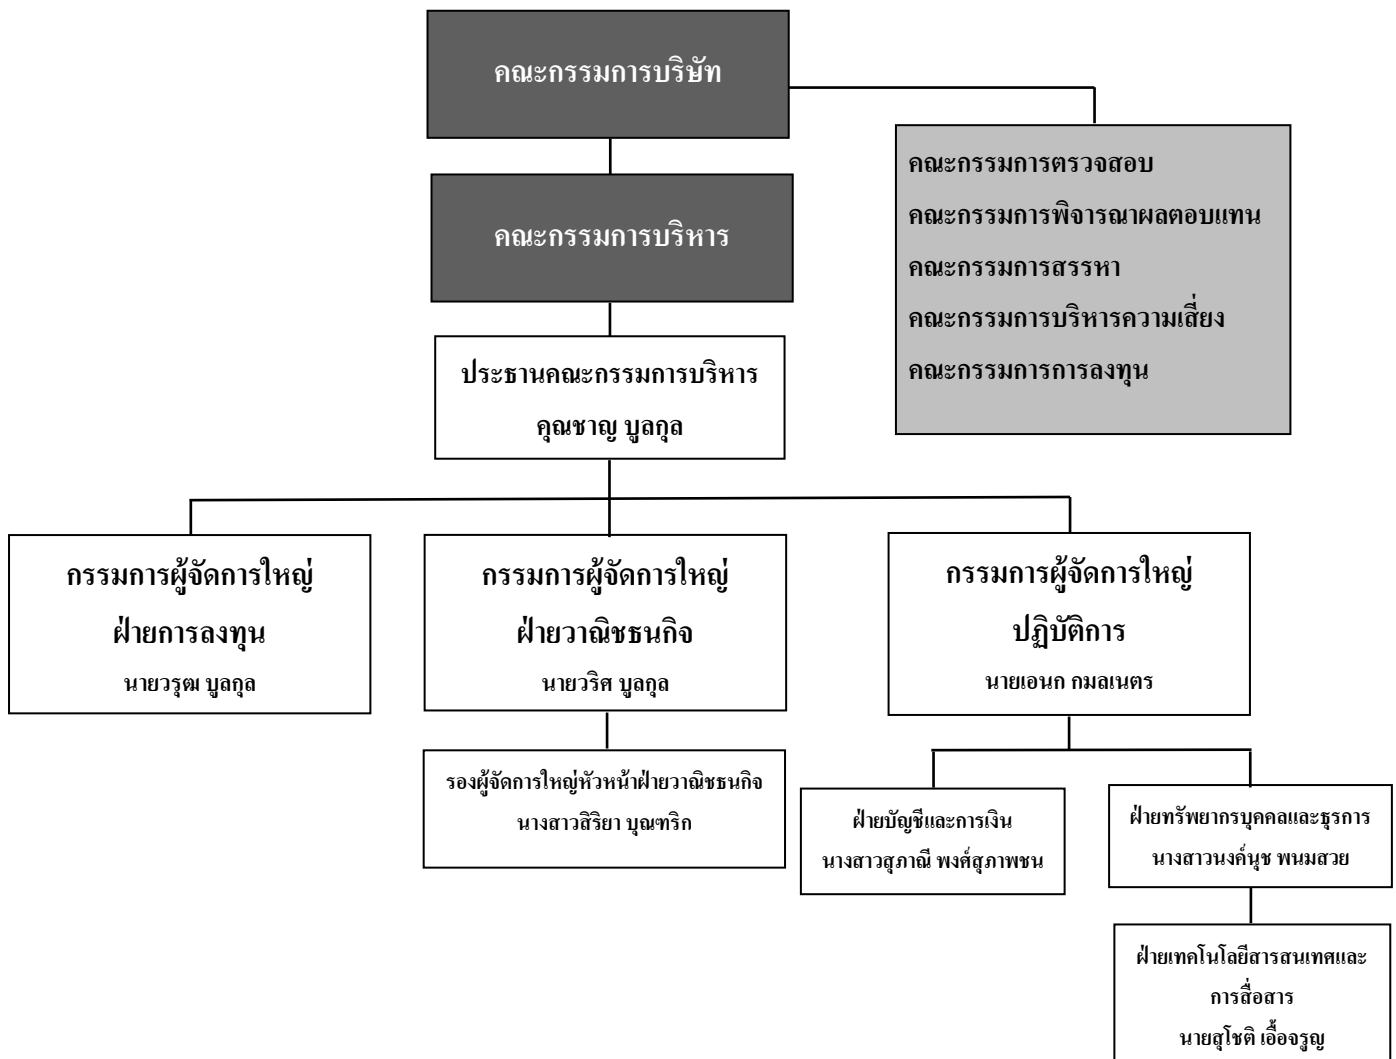 คณะกรรมการบริษัท
คณะกรรมการตรวจสอบ
คณะกรรมการพิจารณาผลตอบแทน
คณะกรรมการสรรหา
คณะกรรมการบริหารความเสี่ยง
คณะกรรมการการลงทุน
คณะกรรมการบริหาร
ประธานคณะกรรมการบริหาร
คุณชาญ บูลกุล
กรรมการผู้จัดการใหญ่
ฝ่ายการลงทุน
นายวรุฒ บูลกุล
กรรมการผู้จัดการใหญ่
ฝ่ายวาณิชธนกิจ
นายวริศ บูลกุล
กรรมการผู้จัดการใหญ่
ปฏิบัติการ
นายเอนก กมลเนตร
รองผู้จัดการใหญ่หัวหน้าฝ่ายวาณิชธนกิจ
นางสาวสิริยา บุณฑริก
ฝ่ายบัญชีและการเงิน
นางสาวสุภาณี พงศ์สุภาพชน
ฝ่ายทรัพยากรบุคคลและธุรการ
นางสาวนงค์นุช พนมสวย
ฝ่ายเทคโนโลยีสารสนเทศและ
การสื่อสาร
นายสุโชติ เอื้อจรูญ